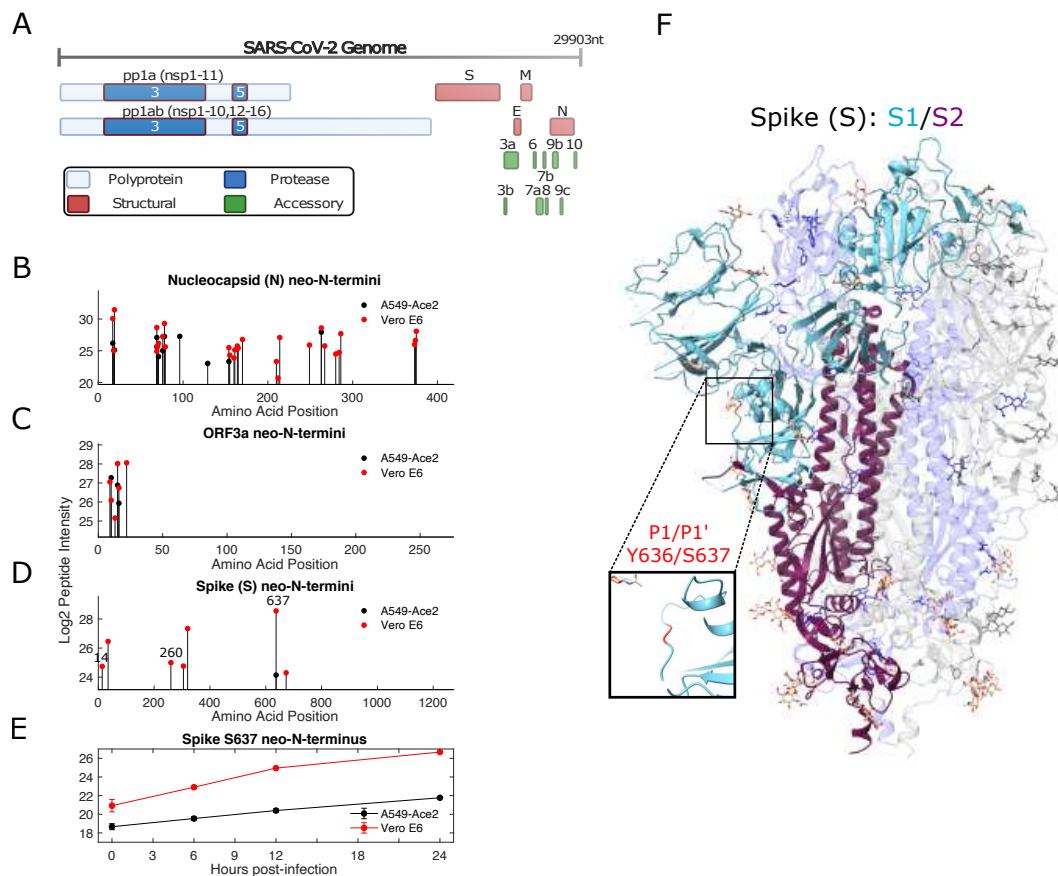 A
SARS-CoV-2 Genome
29903nt
pp1a (nsp1-11)
3
5
pp1ab (nsp1-10,12-16)
3
5
S
M
E
N
3a
6
9b
10
7b
3b
7a
8
9c
Polyprotein
Protease
Structural
Accessory
B
Nucleocapsid (N) neo-N-termini
A549-Ace2
Vero E6
30
25
20
0
100
200
300
400
Amino Acid Position
C
ORF3a neo-N-termini
A549-Ace2
Vero E6
29
28
27
26
25
0
50
100
150
200
250
Amino Acid Position
Log2 Peptide Intensity
D
Spike (S) neo-N-termini
A549-Ace2
Vero E6
637
14
260
28
26
24
0
200
400
600
800
1000
1200
Amino Acid Position
E
Spike S637 neo-N-terminus
26
24
22
20
18
A549-Ace2
Vero E6
0
3
6
9
12
15
18
21
24
Hours post-infection
F
Spike (S): S1/S2
P1/P1'
Y636/S637